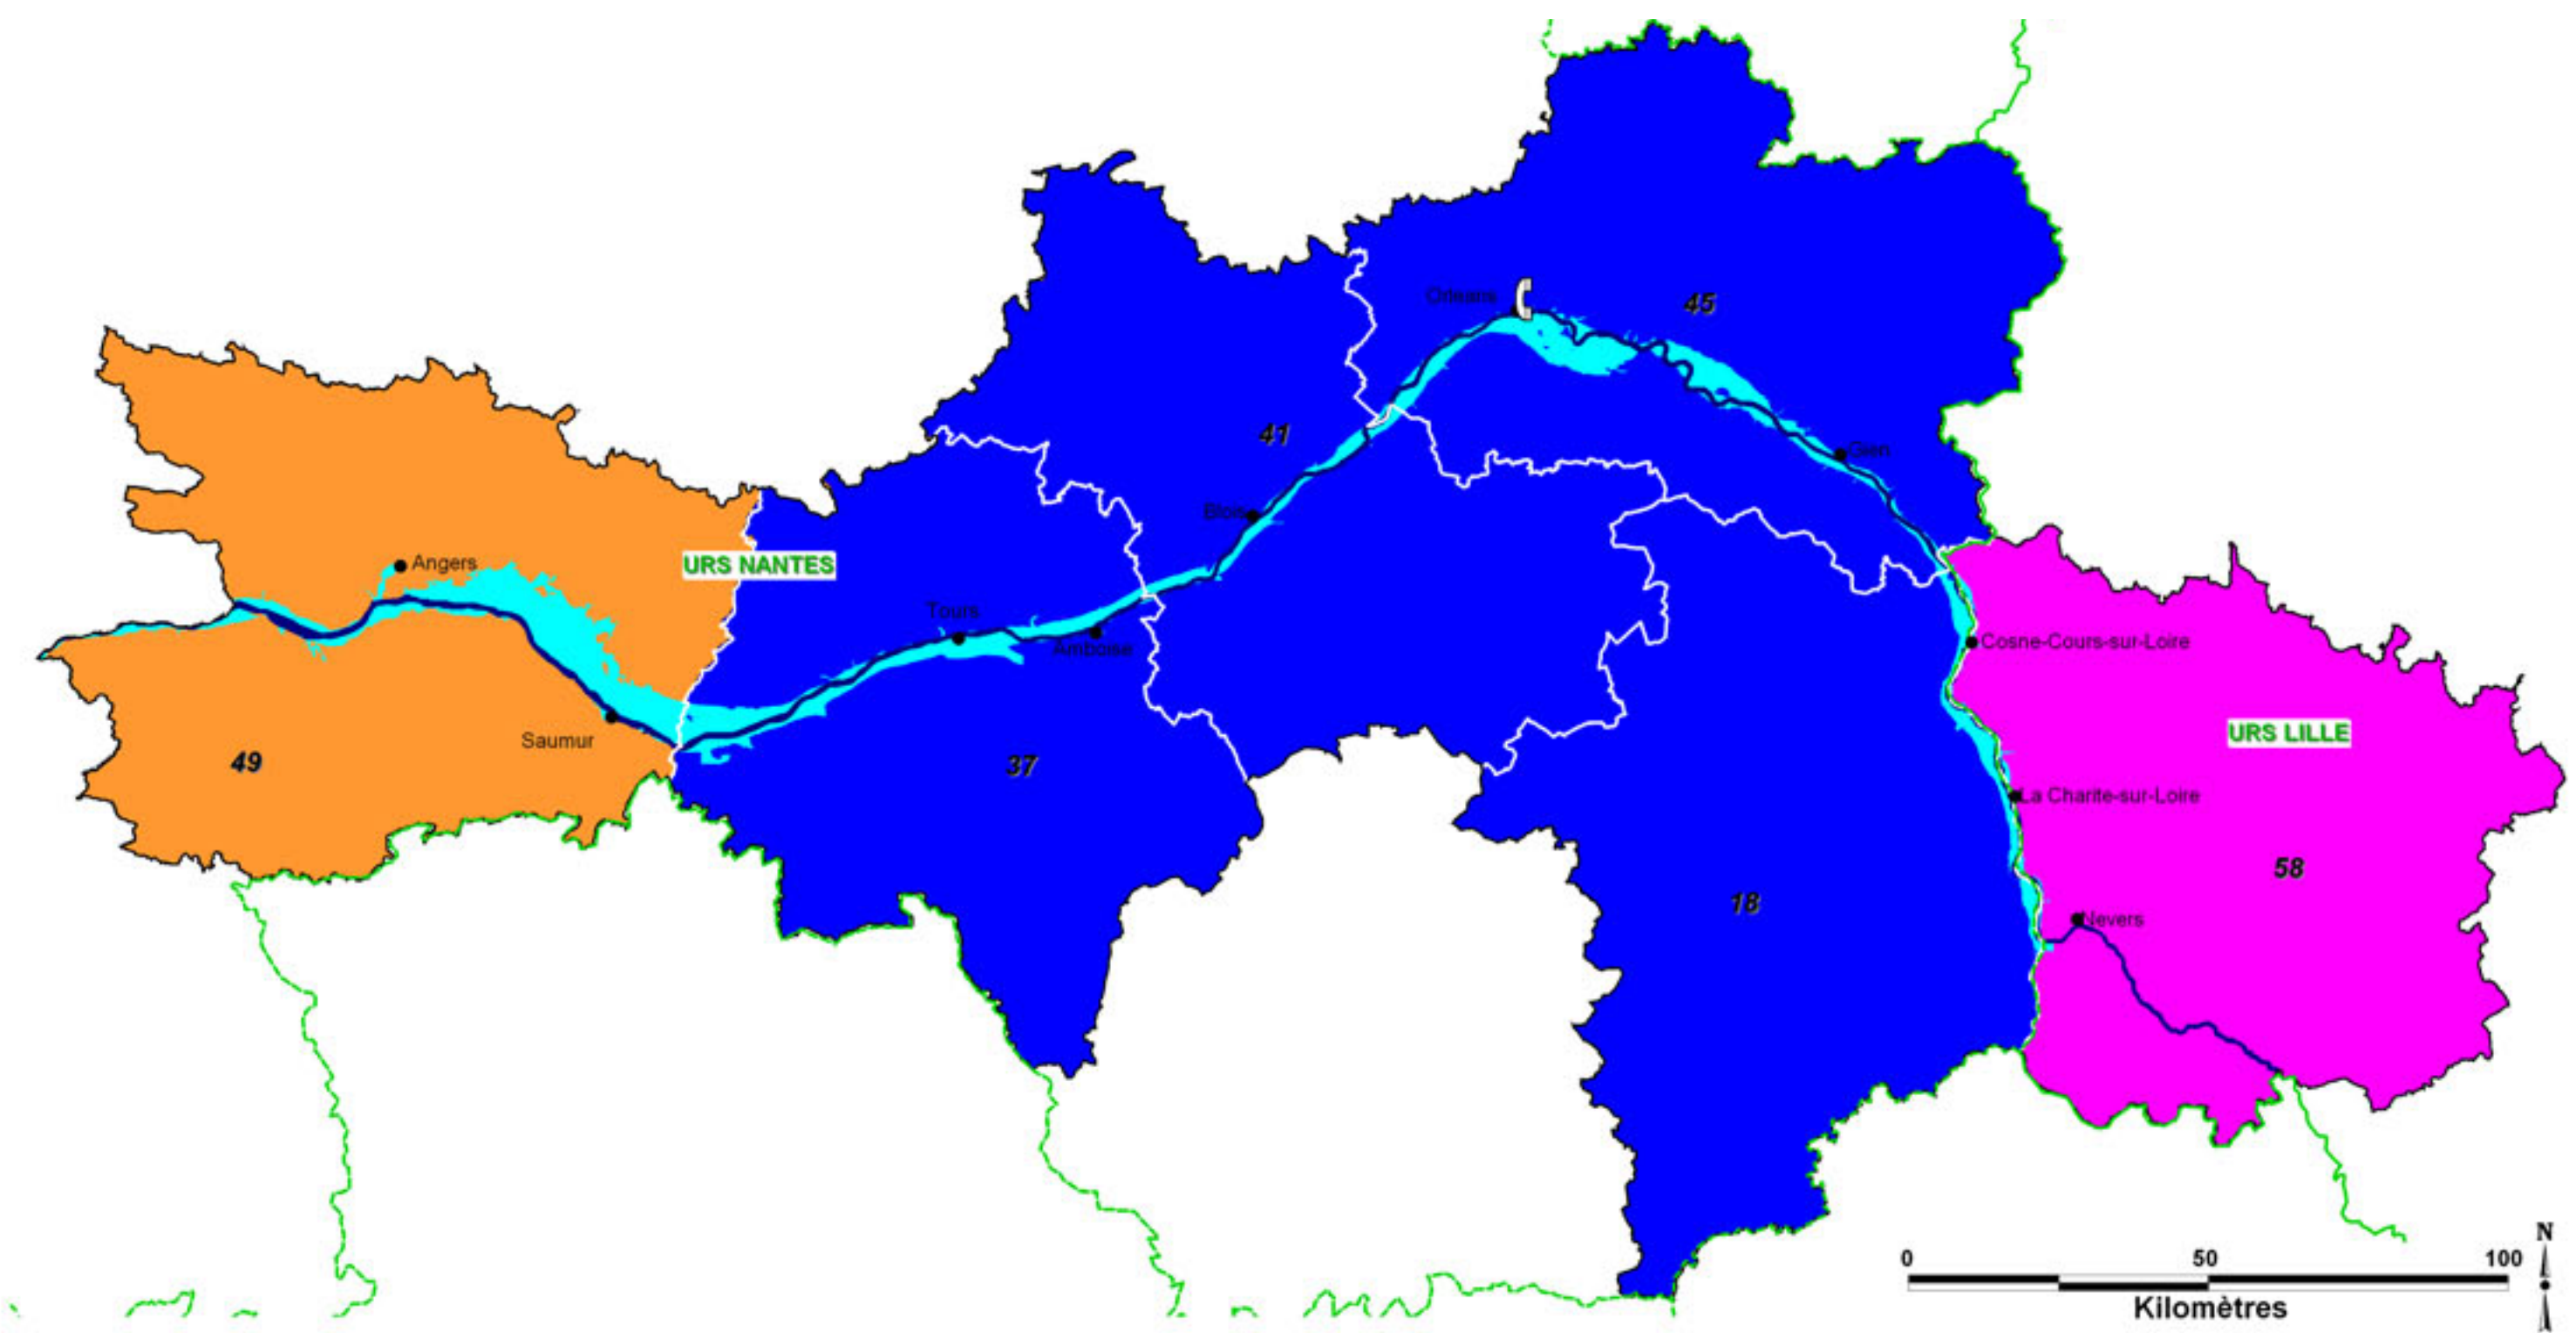 Orleans
45
41
Gien
Blois
Angers
URS NANTES
Tours
Amboise
Cosne-Cours-sur-Loire
Saumur
URS LILLE
49
37
La Charite-sur-Loire
58
18
Nevers
N
0 50 100
Kilomètres